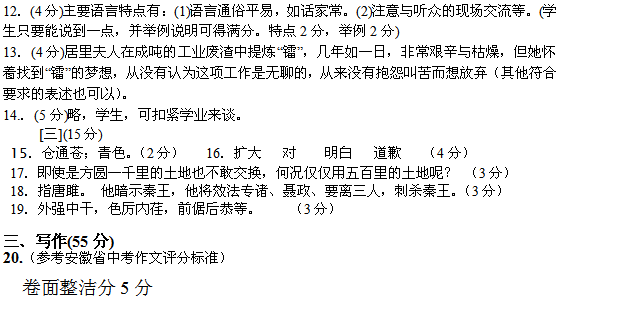 12．(4分)主要语言特点有：(1)语言通俗平易，如话家常。(2)注意与听众的现场交流等。(学
生只要能说到一点，并举例说明可得满分。特点2分，举例2分)
13．(4分)居里夫人在成吨的工业废渣中提炼“镭”，几年如一日，非常艰辛与枯燥，但她怀
着找到“镭”的梦想，从没有认为这项工作是无聊的，从来没有抱怨叫苦而想放弃（其他符合
要求的表述也可以）。
14.．(5分)略，学生，可扣紧学业来谈。
[三](15分)
15．仓通苍；青色。（2分） 16．扩大 对 明白 道歉 （4分）
17．即使是方圆一千里的土地也不敢交换，何况仅仅用五百里的土地呢？ （3分）
18．指唐雎。 他暗示秦王，他将效法专诸、聂政、要离三人，刺杀秦王。（3分）
19．外强中干，色厉内荏，前倨后恭等。 （3分）
三、写作(55分)
20.（参考安徽省中考作文评分标准）
卷面整洁分5分